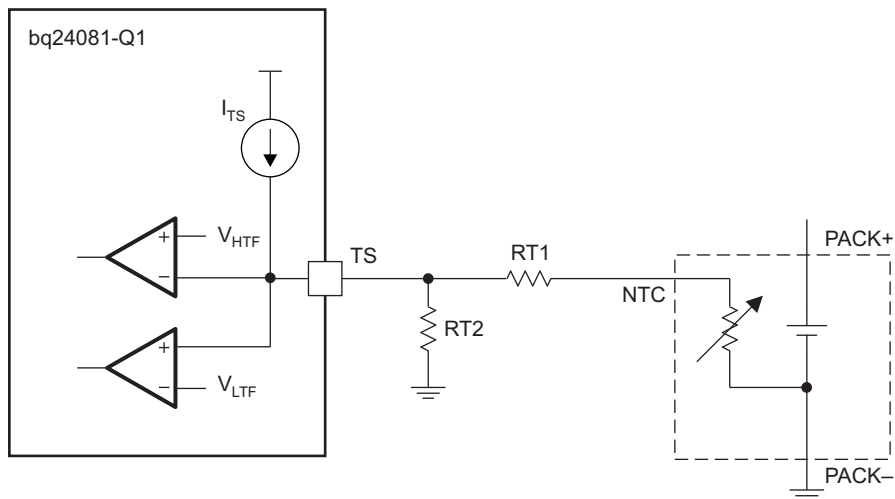 bq24081-Q1
I_TS
V_HTF
V_LTF
TS
RT1
RT2
NTC
PACK+
PACK–
+
−
+
−